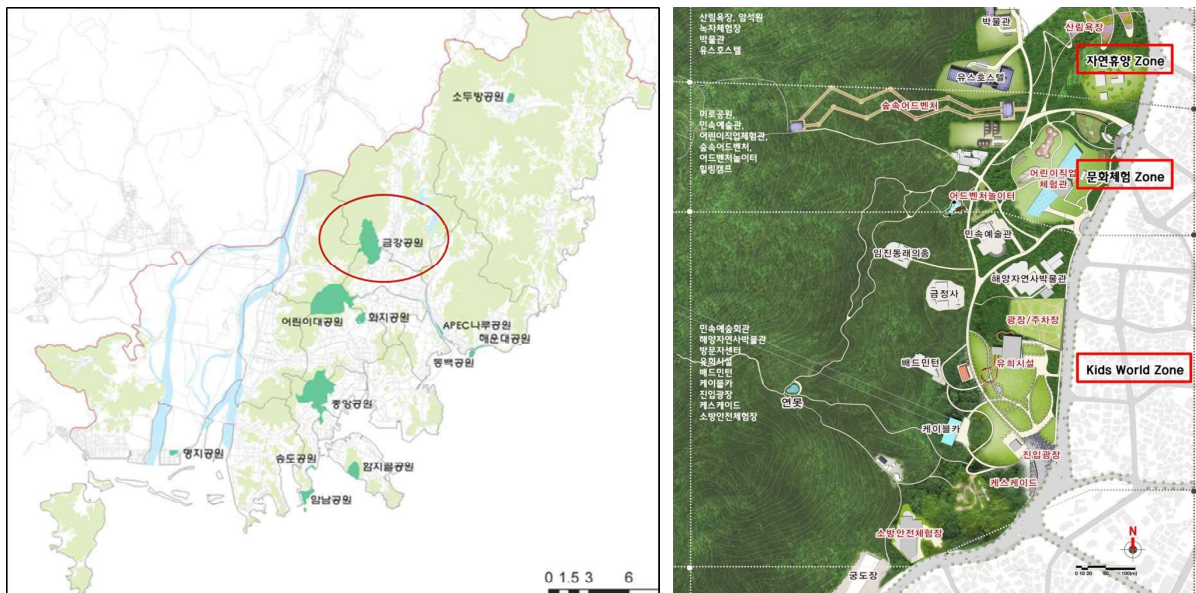 소두방공원
금강공원
어린이대공원
화지공원
APEC나루공원
해운대공원
동백공원
중앙공원
명지공원
송도공원
암지골공원
암남공원
0 1.5 3 6
산림욕장, 암석원
녹차체험장
박물관
유스호스텔
박물관
산림욕장
자연휴양 Zone
유스호스텔
숲속어드벤처
미로공원,
민속예술관,
어린이직업체험관,
숲속어드벤처,
어드벤처놀이터
힐링캠프
어린이직업
체험관
문화체험 Zone
어드벤처놀이터
민속예술관
임진동래의총
해양자연사박물관
금정사
광장/주차장
민속예술회관
해양자연사박물관
방문자센터
유희시설
배드민턴
케이블카
진입광장
케스케이드
소방안전체험장
배드민턴
유희시설
Kids World Zone
연못
케이블카
진입광장
케스케이드
소방안전체험장
궁도장
N
0 10 20 50 100(m)